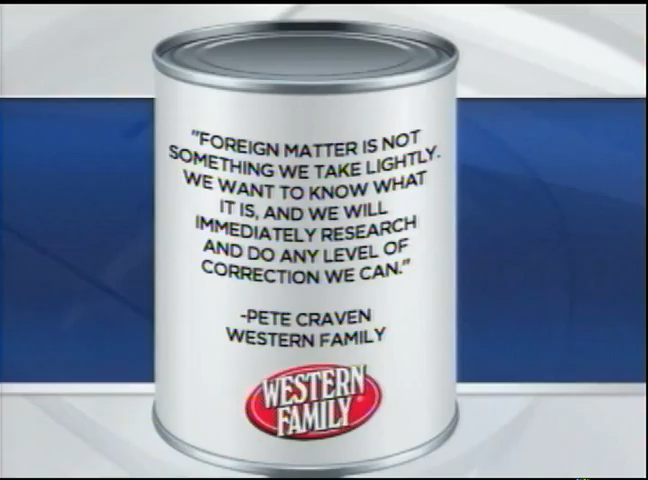 "FOREIGN MATTER IS NOT
SOMETHING WE TAKE LIGHTLY.
WE WANT TO KNOW WHAT
IT IS, AND WE WILL
IMMEDIATELY RESEARCH
AND DO ANY LEVEL OF
CORRECTION WE CAN."
-PETE CRAVEN
WESTERN FAMILY
WESTERN
FAMILY